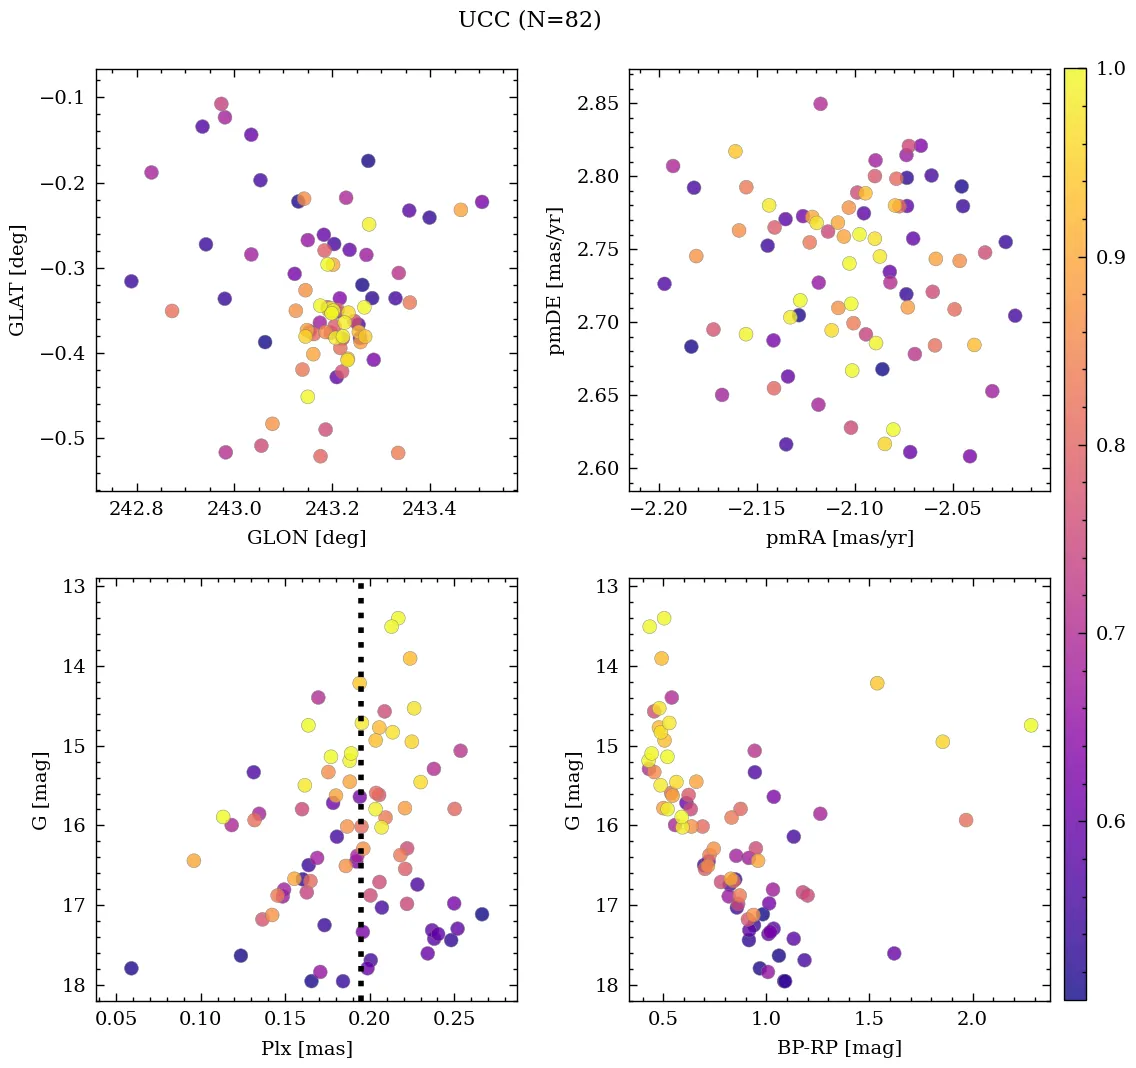 UCC (N=82)
−0.1
−0.2
−0.3
−0.4
−0.5
GLAT [deg]
242.8 243.0 243.2 243.4
GLON [deg]
2.85
2.80
2.75
2.70
2.65
2.60
pmDE [mas/yr]
−2.20 −2.15 −2.10 −2.05
pmRA [mas/yr]
13
14
15
16
17
18
G [mag]
0.05 0.10 0.15 0.20 0.25
Plx [mas]
13
14
15
16
17
18
G [mag]
0.5 1.0 1.5 2.0
BP-RP [mag]
1.0
0.9
0.8
0.7
0.6